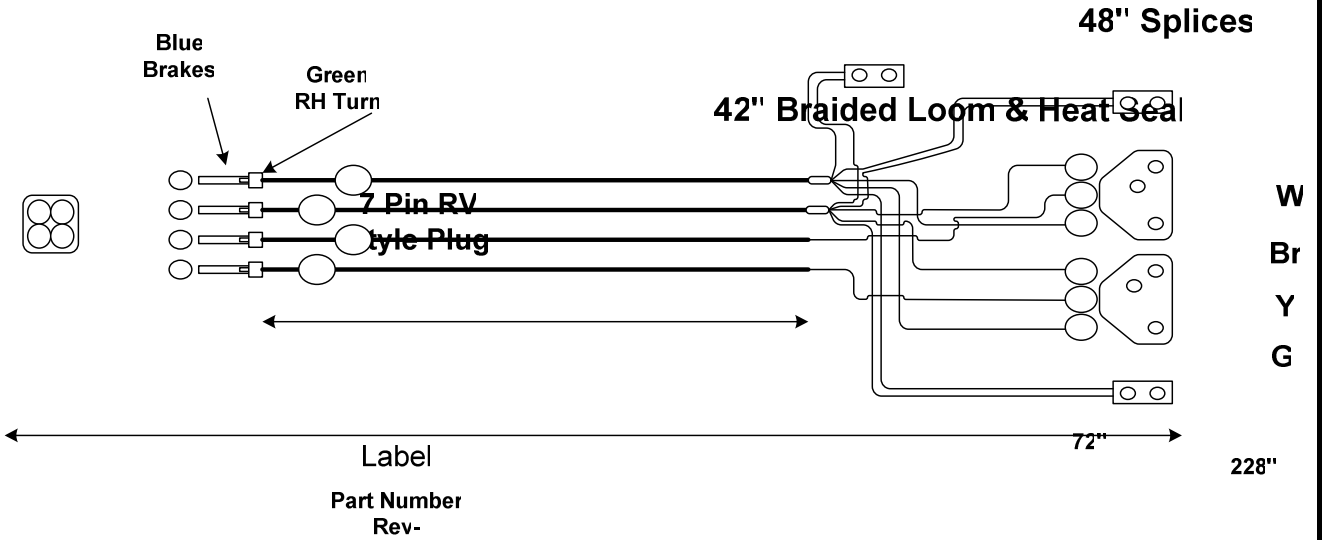 48" Splices
Blue
Brakes
Green
RH Turn
42" Braided Loom & Heat Seal
7 Pin RV
tyle Plug
W
Br
Y
G
72"
Label
228"
Part Number
Rev-